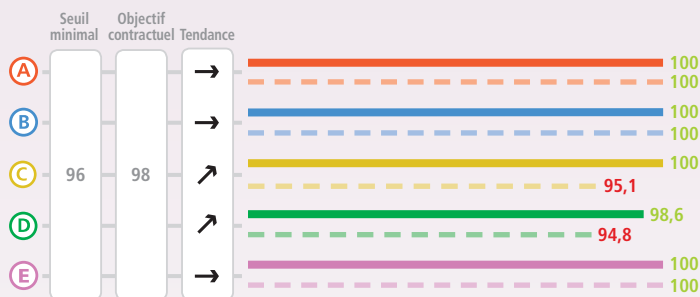 Seuil minimal
Objectif contractuel
Tendance
A
100
100
B
100
100
C
96
98
100
95,1
D
98,6
94,8
E
100
100